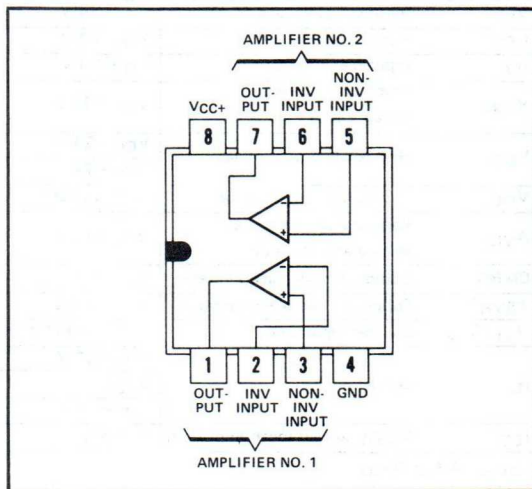 AMPLIFIER NO. 2
OUT-
PUT
INV
INPUT
NON-
INV
INPUT
VCC+
8 7 6 5
-
+
-
+
1 2 3 4
OUT-
PUT
INV
INPUT
NON-
INV
INPUT
GND
AMPLIFIER NO. 1